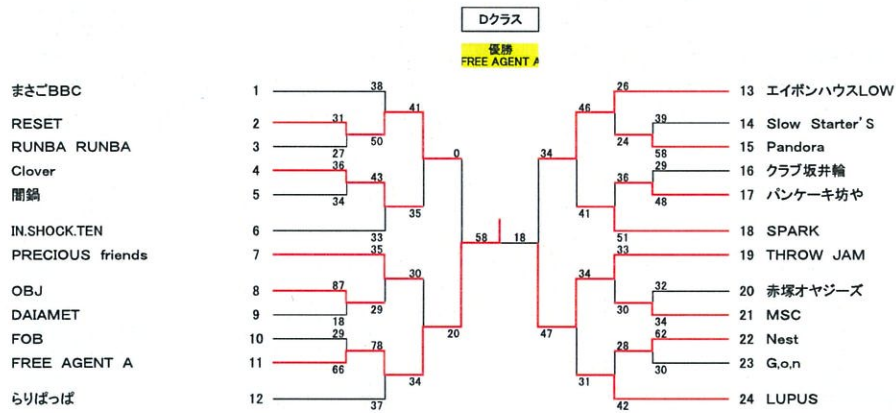 Dクラス
優勝
FREE AGENT A
まさごBBC 1 38 26 13 エイボンハウスLOW
41 46
RESET 2 31 39 14 Slow Starter'S
50 24
RUNBA RUNBA 3 27 58 15 Pandora
0 34
Clover 4 36 29 16 クラブ坂井輪
43 36
闇鍋 5 34 48 17 パンケーキ坊や
35 41
IN.SHOCK.TEN 6 33 51 18 SPARK
58 18
PRECIOUS friends 7 35 33 19 THROW JAM
30 34
OBJ 8 87 32 20 赤塚オヤジーズ
29 30
DAIAMET 9 18 34 21 MSC
20 47
FOB 10 29 62 22 Nest
78 28
FREE AGENT A 11 66 30 23 G,o,n
34 31
らりぱっぱ 12 37 42 24 LUPUS